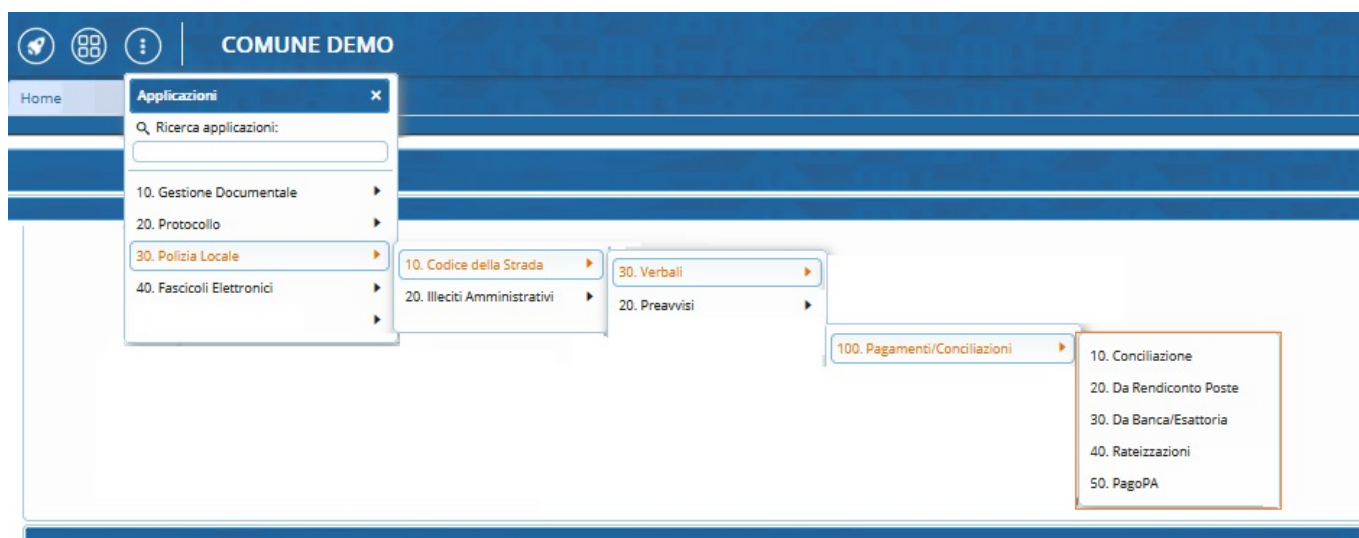 COMUNE DEMO
Home
Applicazioni ×
Ricerca applicazioni:
10. Gestione Documentale
20. Protocollo
30. Polizia Locale
40. Fascicoli Elettronici
10. Codice della Strada
20. Illeciti Amministrativi
30. Verbali
20. Preavvisi
100. Pagamenti/Conciliazioni
10. Conciliazione
20. Da Rendiconto Poste
30. Da Banca/Esattoria
40. Rateizzazioni
50. PagoPA